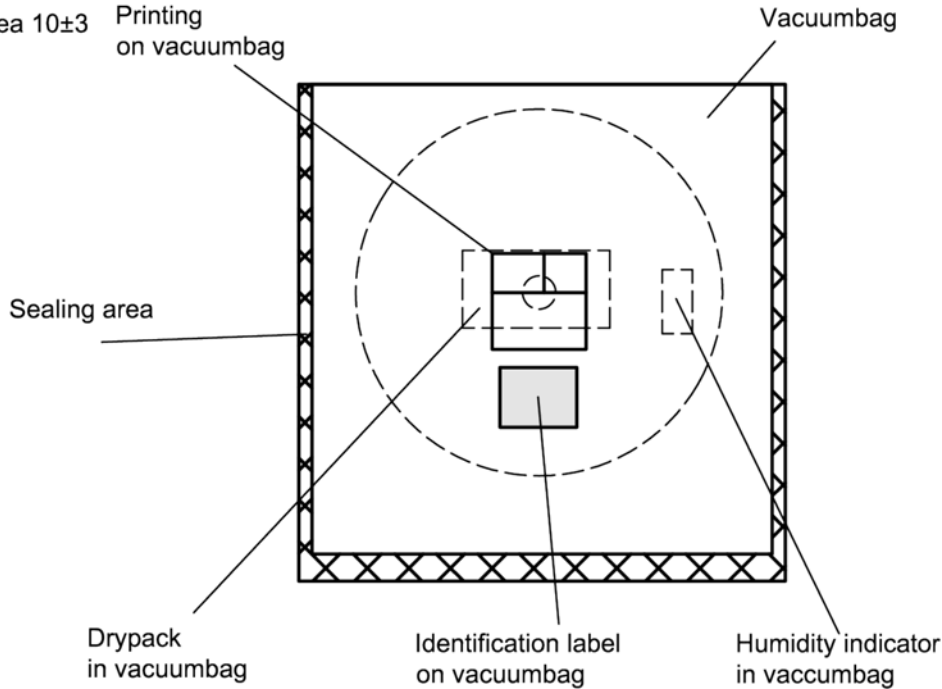 ea 10±3
Printing
on vacuumbag
Vacuumbag
Sealing area
Drypack
in vacuumbag
Identification label
on vacuumbag
Humidity indicator
in vaccumbag